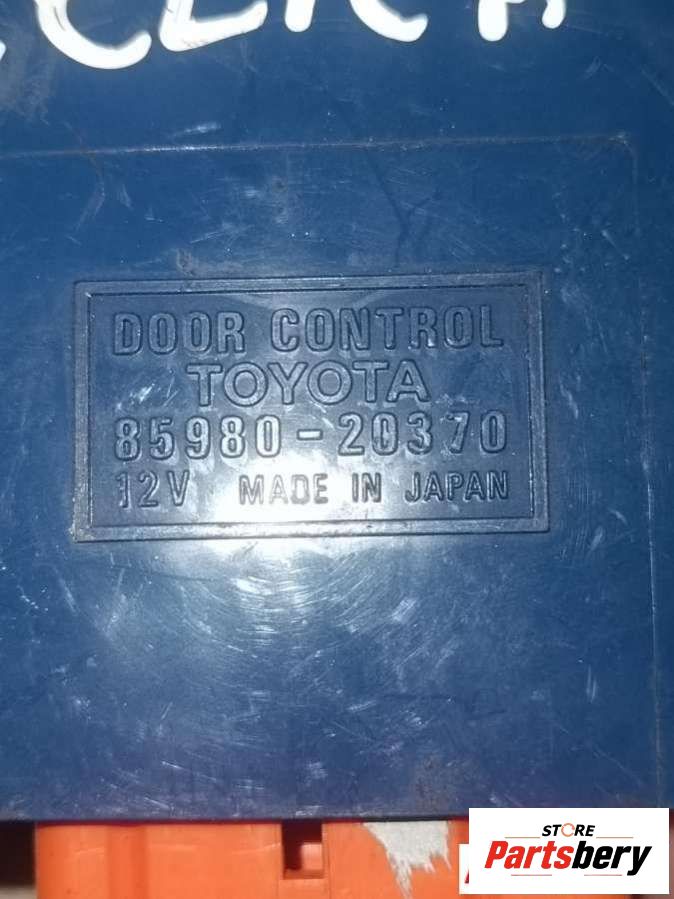 DOOR CONTROL
TOYOTA
85980-20370
12V MADE IN JAPAN
STORE
Partsbery